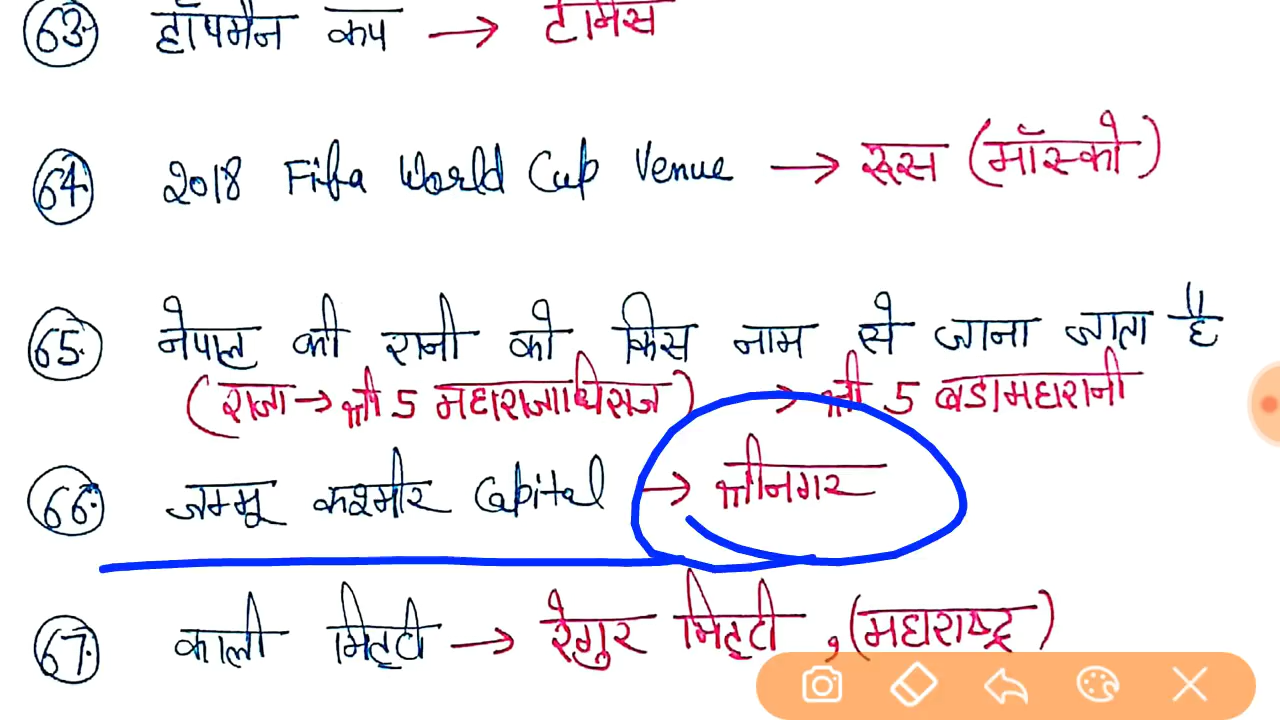 63. हॉपमैन कप → टेनिस
64. 2018 Fifa World Cup Venue → रूस (मॉस्को)
65. नेपाल की रानी को किस नाम से जाना जाता है
(राजा → श्री 5 महाराजाधिराज) → श्री 5 बडामहारानी
66. जम्मू कश्मीर Capital → श्रीनगर
67. काली मिट्टी → रेगुर मिट्टी, (महाराष्ट्र)